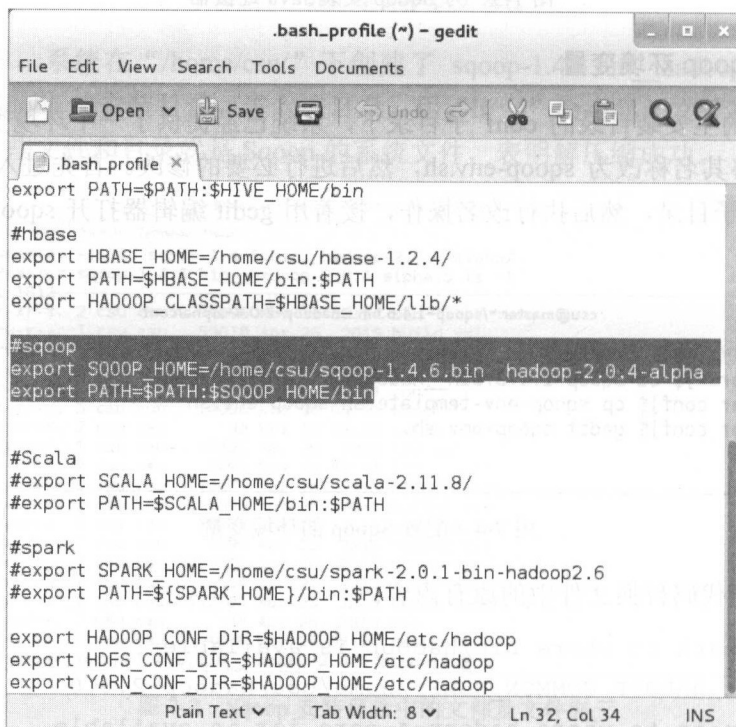 .bash_profile (~) – gedit
File Edit View Search Tools Documents
Open Save Undo
.bash_profile ×
export PATH=$PATH:$HIVE_HOME/bin
#hbase
export HBASE_HOME=/home/csu/hbase-1.2.4/
export PATH=$HBASE_HOME/bin:$PATH
export HADOOP_CLASSPATH=$HBASE_HOME/lib/*
#sqoop
export SQOOP_HOME=/home/csu/sqoop-1.4.6.bin  hadoop-2.0.4-alpha
export PATH=$PATH:$SQOOP_HOME/bin
#Scala
#export SCALA_HOME=/home/csu/scala-2.11.8/
#export PATH=$SCALA_HOME/bin:$PATH
#spark
#export SPARK_HOME=/home/csu/spark-2.0.1-bin-hadoop2.6
#export PATH=${SPARK_HOME}/bin:$PATH
export HADOOP_CONF_DIR=$HADOOP_HOME/etc/hadoop
export HDFS_CONF_DIR=$HADOOP_HOME/etc/hadoop
export YARN_CONF_DIR=$HADOOP_HOME/etc/hadoop
Plain Text Tab Width: 8 Ln 32, Col 34 INS